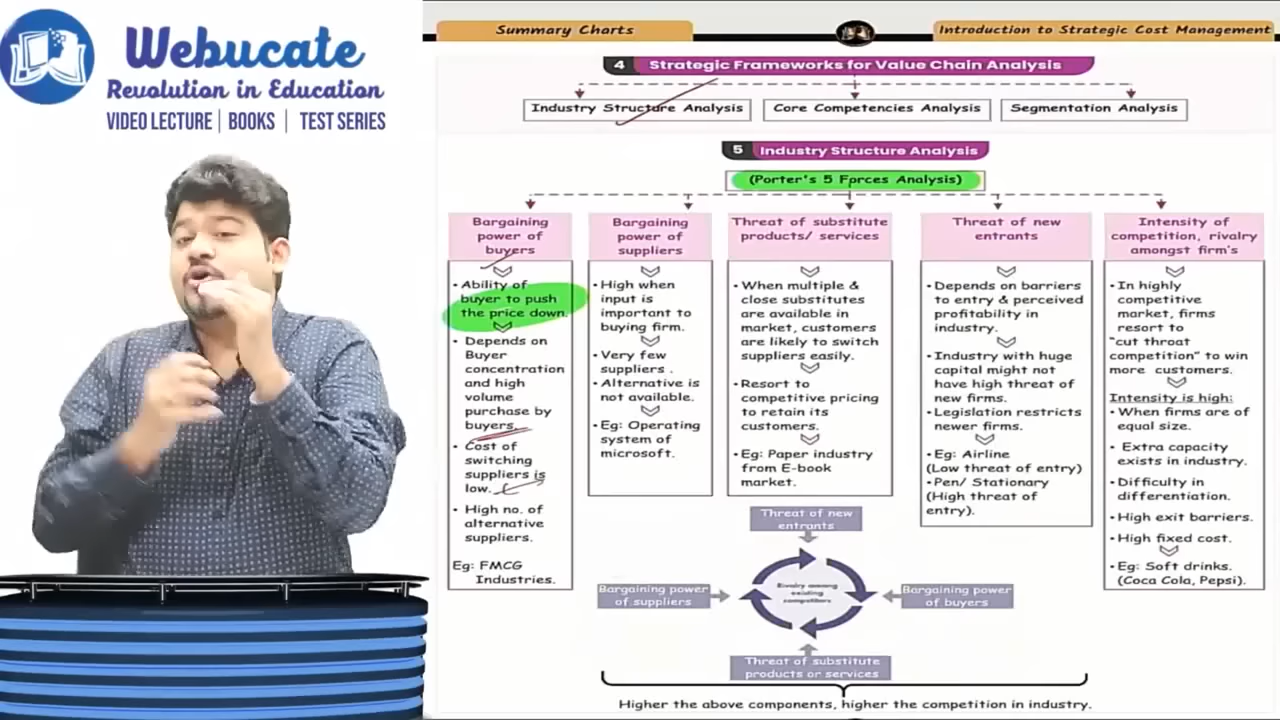 Webucate
Revolution in Education
VIDEO LECTURE | BOOKS | TEST SERIES
Summary Charts
Introduction to Strategic Cost Management
4 Strategic Frameworks for Value Chain Analysis
Industry Structure Analysis
Core Competencies Analysis
Segmentation Analysis
5 Industry Structure Analysis
(Porter's 5 Forces Analysis)
Bargaining
power of
buyers
• Ability of
buyer to push
the price down.
• Depends on
Buyer
concentration
and high
volume
purchase by
buyers.
• Cost of
switching
suppliers is
low.
• High no. of
alternative
suppliers.
Eg: FMCG
Industries.
Bargaining
power of
suppliers
• High when
input is
important to
buying firm.
• Very few
suppliers .
• Alternative is
not available.
• Eg: Operating
system of
microsoft.
Threat of substitute
products/ services
• When multiple &
close substitutes
are available in
market, customers
are likely to switch
suppliers easily.
• Resort to
competitive pricing
to retain its
customers.
• Eg: Paper industry
from E-book
market.
Threat of new
entrants
• Depends on barriers
to entry & perceived
profitability in
industry.
• Industry with huge
capital might not
have high threat of
new firms.
• Legislation restricts
newer firms.
• Eg: Airline
(Low threat of entry)
• Pen/ Stationary
(High threat of
entry).
Intensity of
competition, rivalry
amongst firm's
• In highly
competitive
market, firms
resort to
"cut throat
competition" to win
more customers.
Intensity is high:
• When firms are of
equal size.
• Extra capacity
exists in industry.
• Difficulty in
differentiation.
• High exit barriers.
• High fixed cost.
• Eg: Soft drinks.
(Coca Cola, Pepsi).
Threat of new
entrants
Bargaining power
of suppliers
Rivalry among
existing
competitors
Bargaining power
of buyers
Threat of substitute
products or services
Higher the above components, higher the competition in industry.